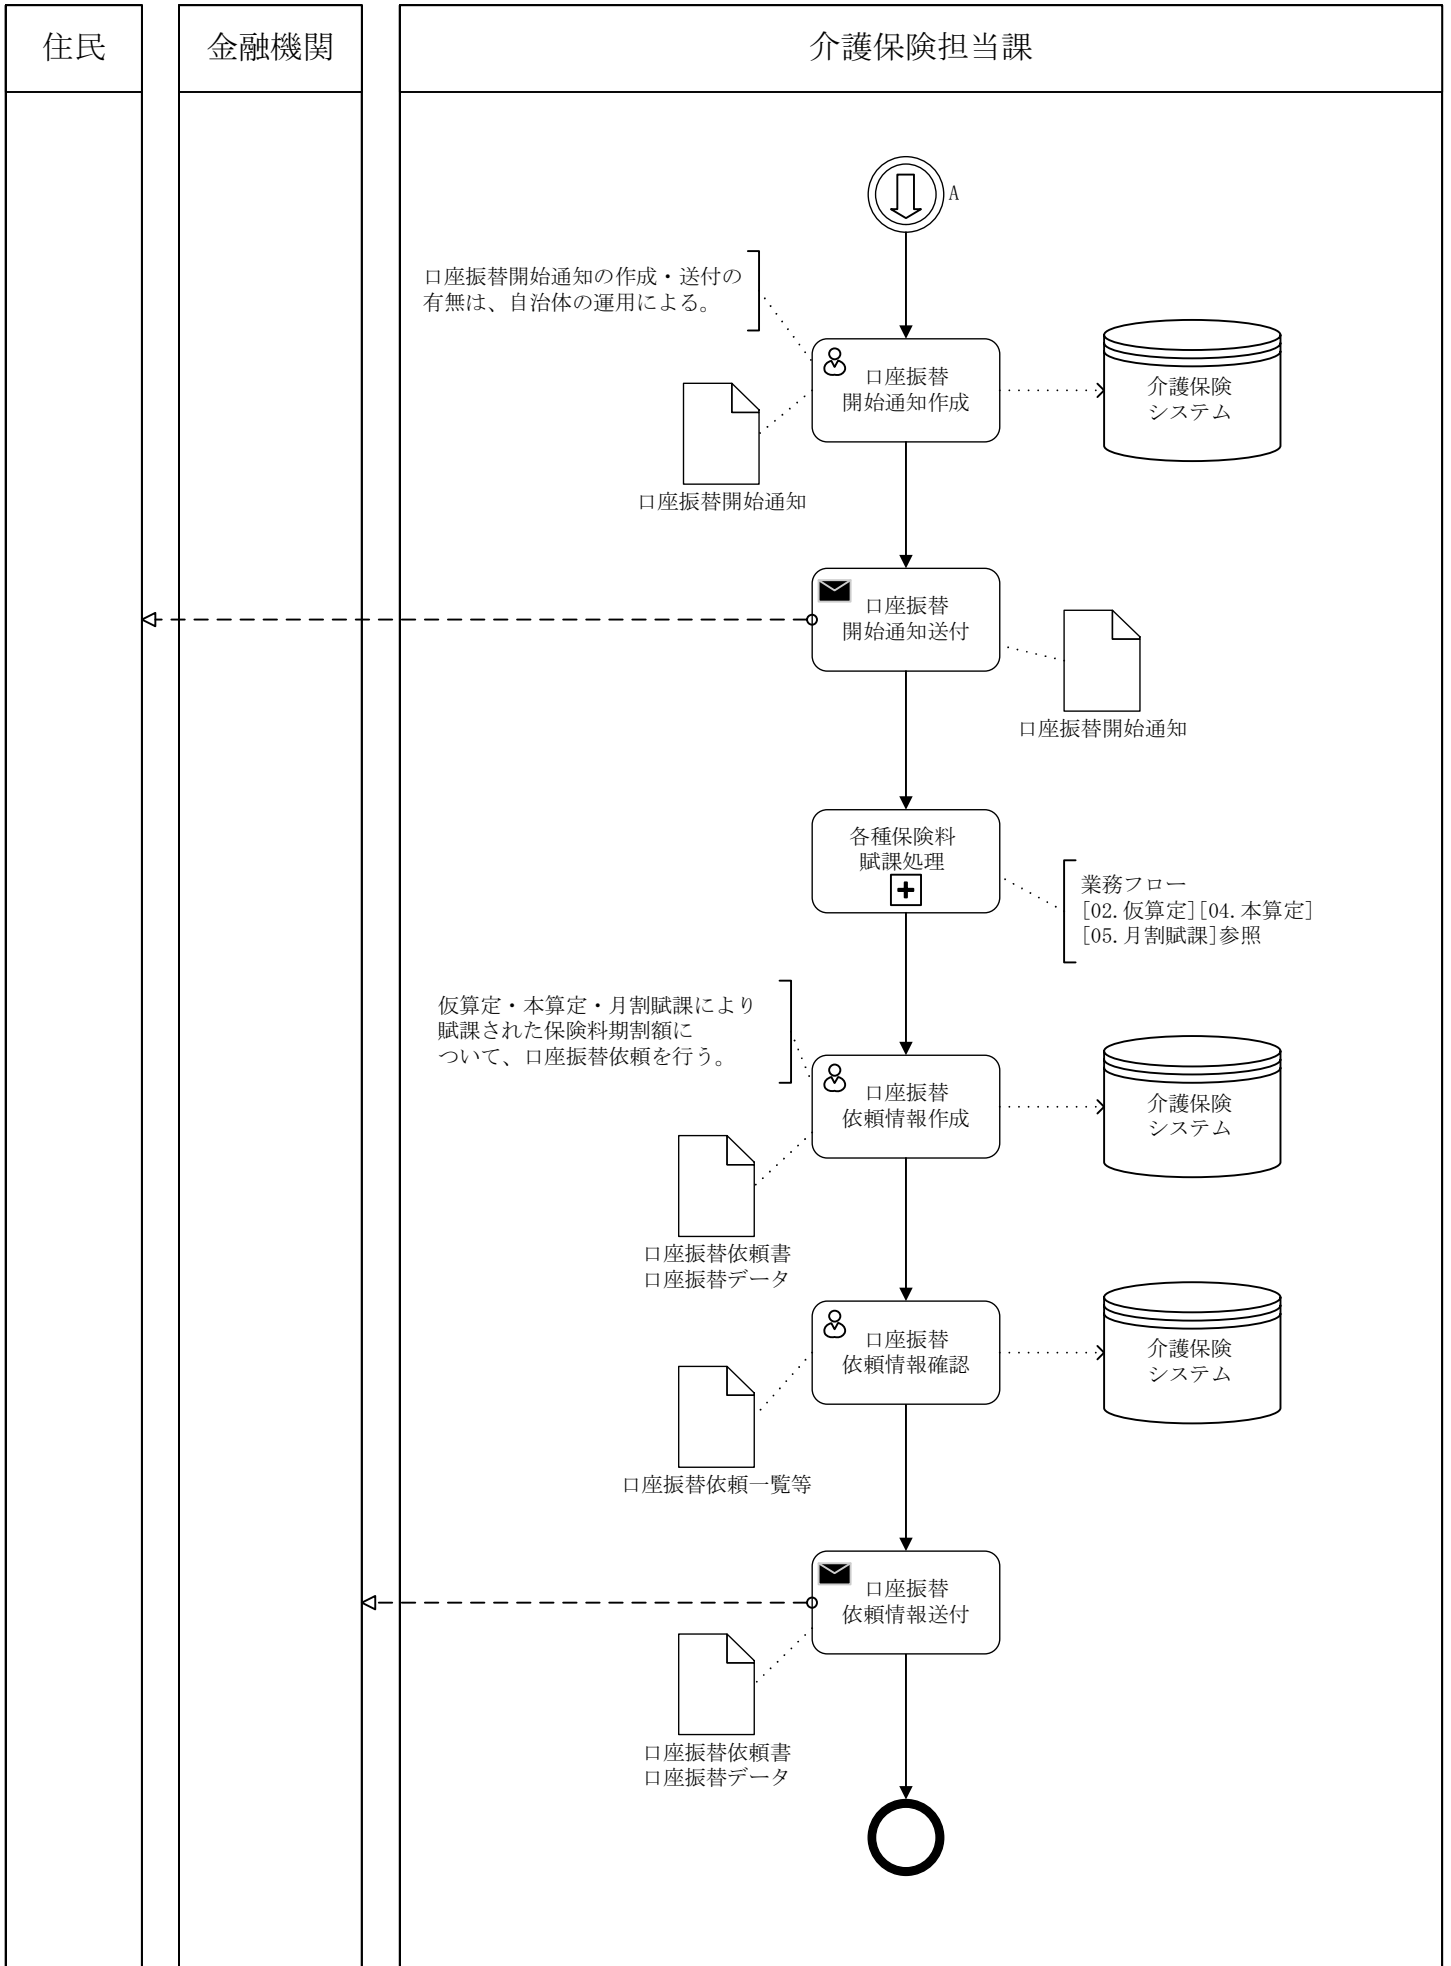 住民
金融機関
介護保険担当課
A
口座振替開始通知の作成・送付の
有無は、自治体の運用による。
口座振替
開始通知作成
介護保険
システム
口座振替開始通知
口座振替
開始通知送付
口座振替開始通知
各種保険料
賦課処理
業務フロー
[02.仮算定][04.本算定]
[05.月割賦課]参照
仮算定・本算定・月割賦課により
賦課された保険料期割額に
ついて、口座振替依頼を行う。
口座振替
依頼情報作成
介護保険
システム
口座振替依頼書
口座振替データ
口座振替
依頼情報確認
介護保険
システム
口座振替依頼一覧等
口座振替
依頼情報送付
口座振替依頼書
口座振替データ